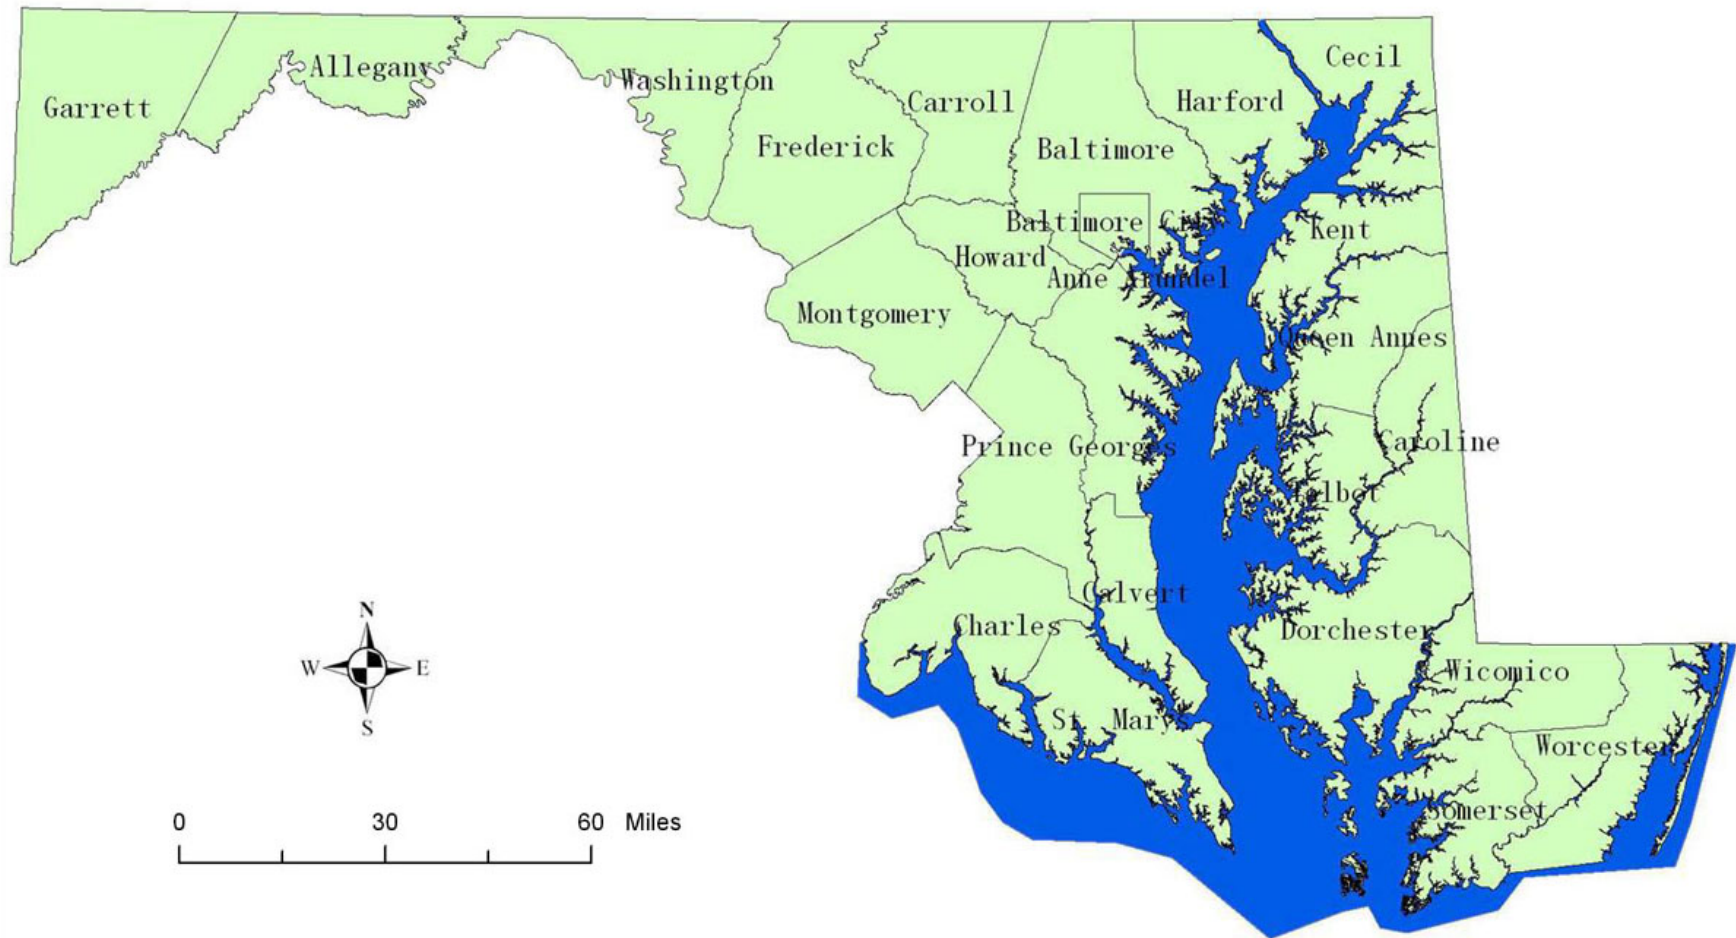 Cecil
Allegany
Washington
Garrett
Carroll
Harford
Frederick
Baltimore
Baltimore City
Kent
Howard
Anne Arundel
Montgomery
Queen Annes
Prince Georges
Caroline
Talbot
Calvert
Charles
Dorchester
N
W E
S
Wicomico
St. Marys
Worcester
Somerset
0 30 60 Miles